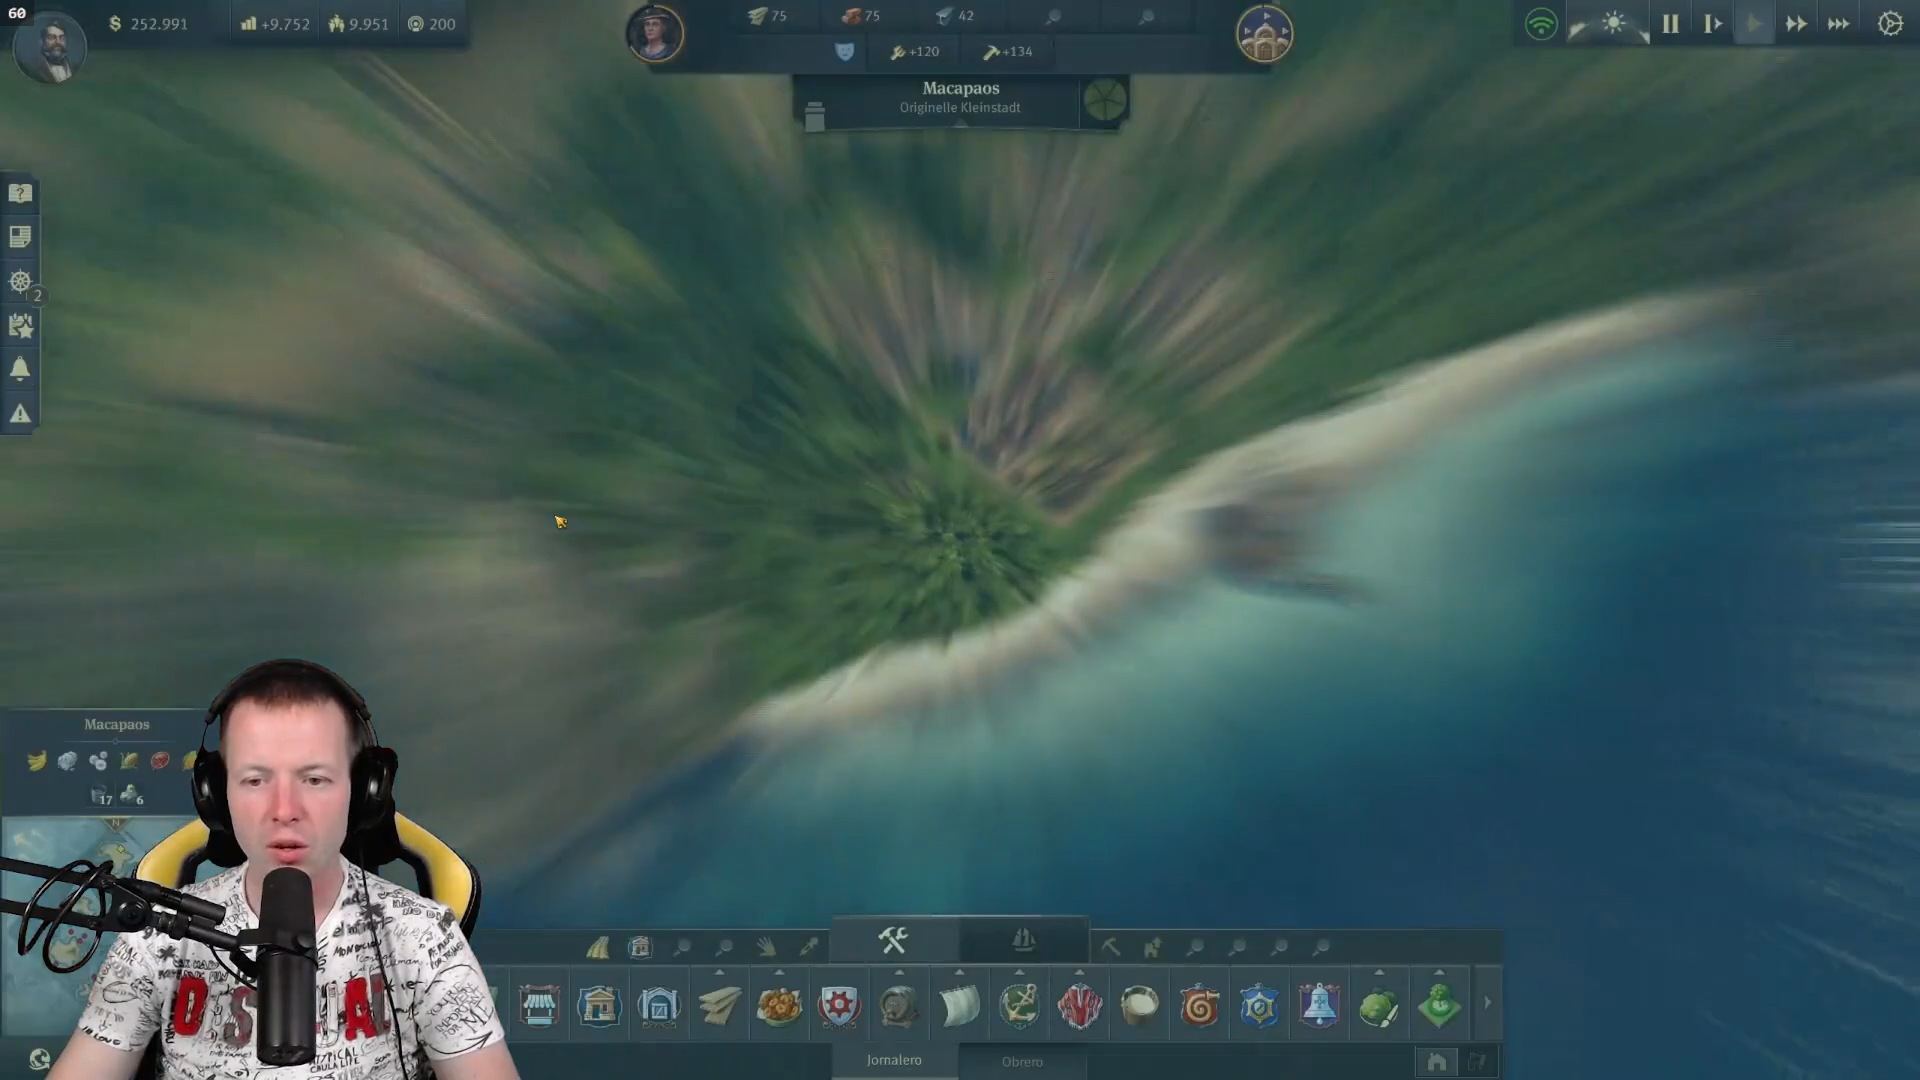 60
252.991
+9.752
9.951
200
75
75
42
+120
+134
Macapaos
Originelle Kleinstadt
2
Macapaos
17
6
N
Jornalero
Obrero